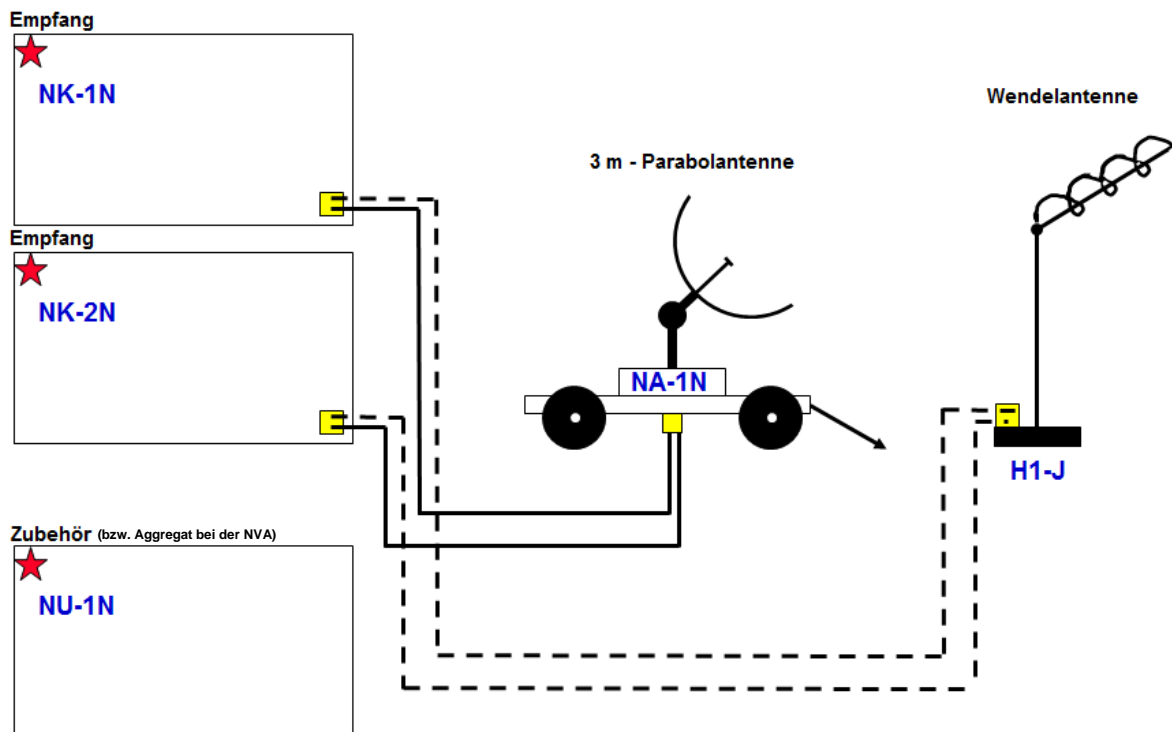 Empfang
NK-1N
Empfang
NK-2N
Zubehör (bzw. Aggregat bei der NVA)
NU-1N
3 m - Parabolantenne
NA-1N
Wendelantenne
H1-J